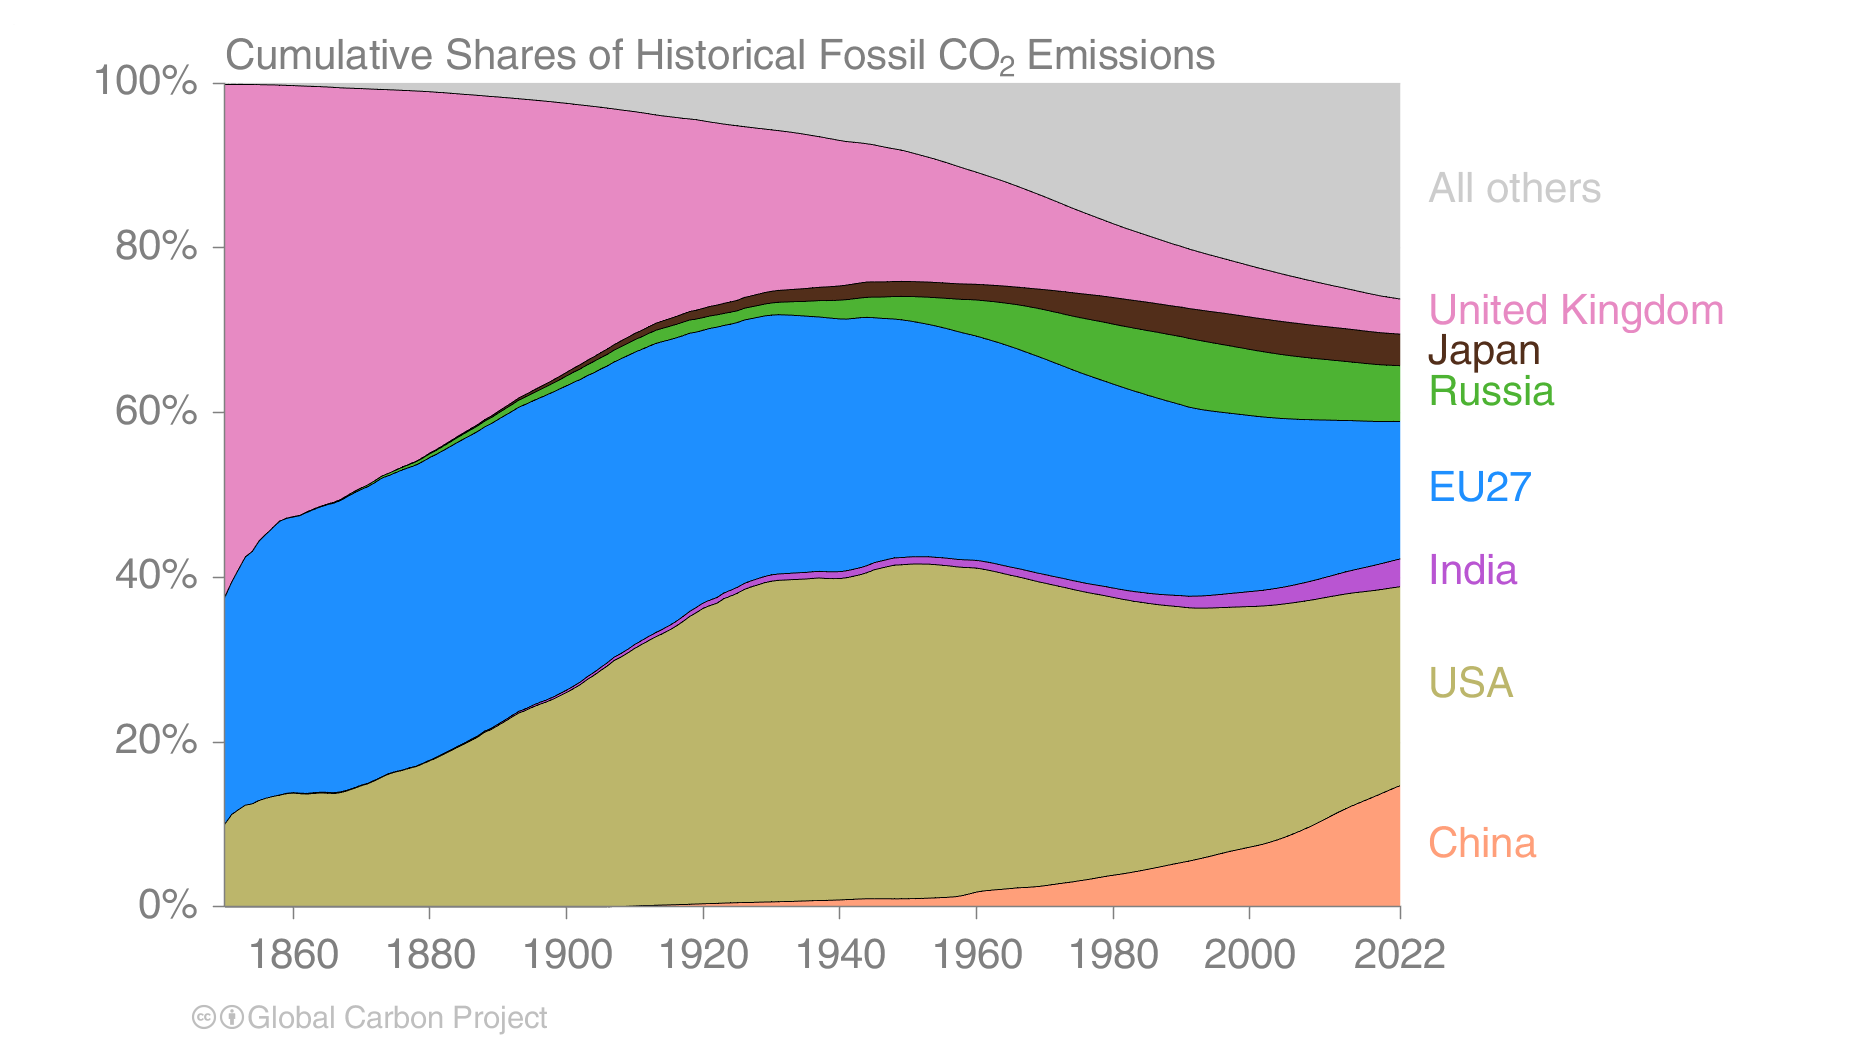 Cumulative Shares of Historical Fossil CO₂ Emissions
100%
80%
60%
40%
20%
0%
All others
United Kingdom
Japan
Russia
EU27
India
USA
China
1860 1880 1900 1920 1940 1960 1980 2000 2022
cc Global Carbon Project